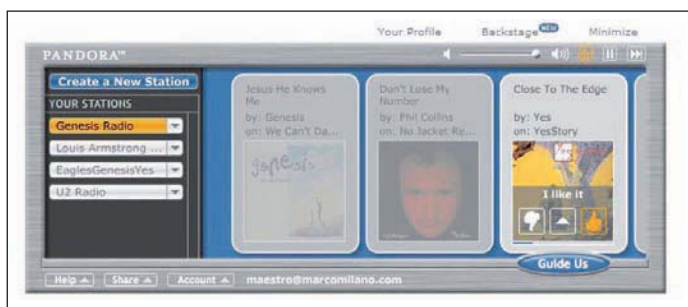 Your Profile Backstage NEW Minimize
PANDORA™
Create a New Station
YOUR STATIONS
Genesis Radio
Louis Armstrong ...
EaglesGenesisYes
U2 Radio
Jesus He Knows
Me
by: Genesis
on: We Can't Da...
genesis
Don't Lose My
Number
by: Phil Collins
on: No Jacket Re...
Close To The Edge
by: Yes
on: YesStory
I like it
Guide Us
Help Share Account maestro@marcomilano.com